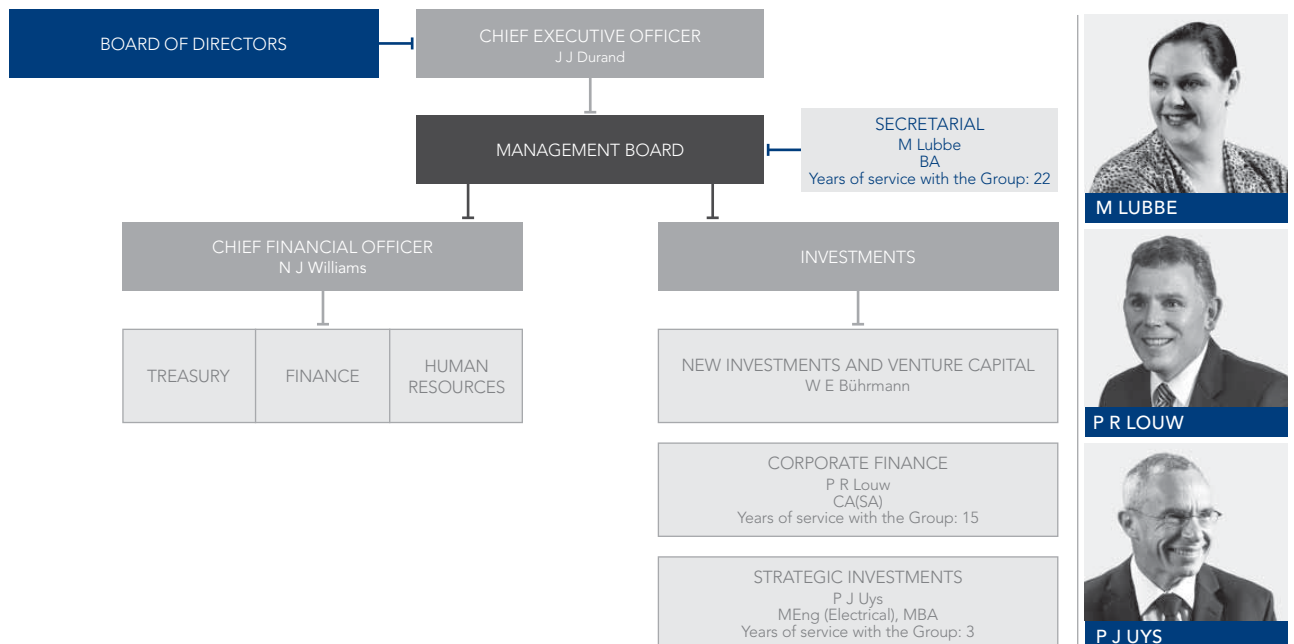 BOARD OF DIRECTORS
CHIEF EXECUTIVE OFFICER
J J Durand
MANAGEMENT BOARD
SECRETARIAL
M Lubbe
BA
Years of service with the Group: 22
CHIEF FINANCIAL OFFICER
N J Williams
INVESTMENTS
TREASURY
FINANCE
HUMAN
RESOURCES
NEW INVESTMENTS AND VENTURE CAPITAL
W E Bührmann
CORPORATE FINANCE
P R Louw
CA(SA)
Years of service with the Group: 15
STRATEGIC INVESTMENTS
P J Uys
MEng (Electrical), MBA
Years of service with the Group: 3
M LUBBE
P R LOUW
P J UYS